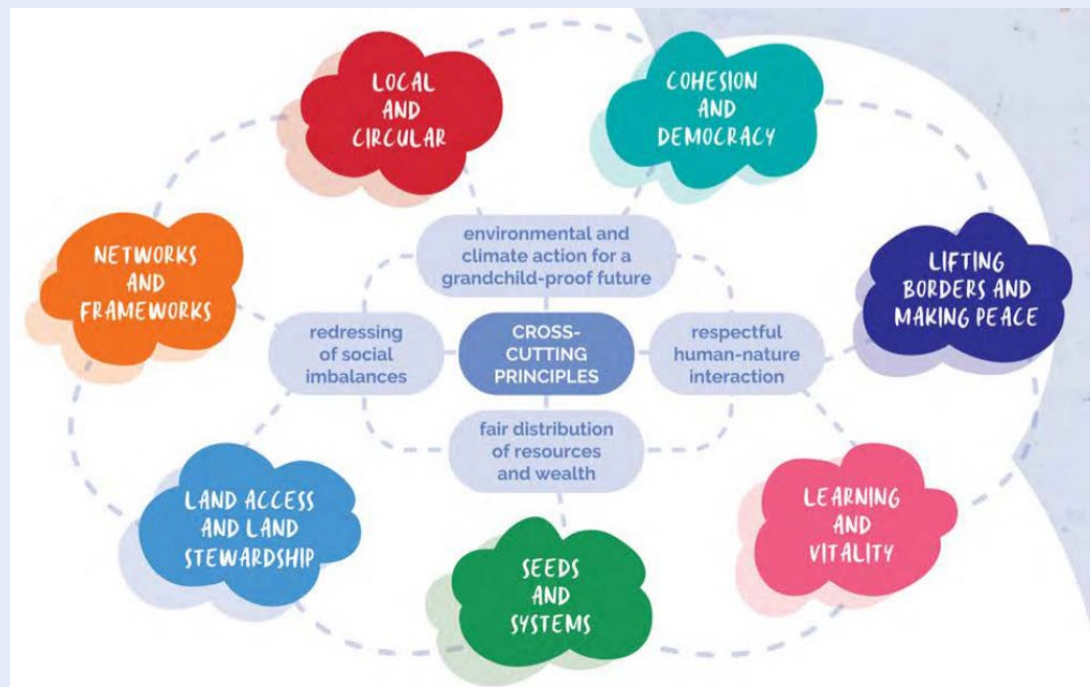 LOCAL
AND
CIRCULAR
COHESION
AND
DEMOCRACY
NETWORKS
AND
FRAMEWORKS
environmental and
climate action for a
grandchild-proof future
LIFTING
BORDERS AND
MAKING PEACE
redressing
of social
imbalances
CROSS-
CUTTING
PRINCIPLES
respectful
human-nature
interaction
fair distribution
of resources
and wealth
LAND ACCESS
AND LAND
STEWARDSHIP
SEEDS
AND
SYSTEMS
LEARNING
AND
VITALITY